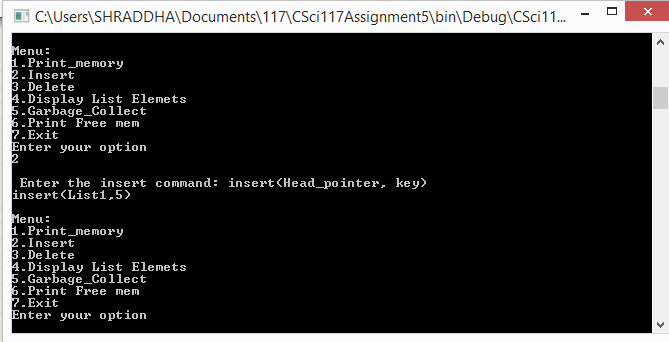 C:\Users\SHRADDHA\Documents\117\CSci117Assignment5\bin\Debug\CSci11...
Menu:
1.Print_memory
2.Insert
3.Delete
4.Display List Elemets
5.Garbage_Collect
6.Print Free mem
7.Exit
Enter your option
2
Enter the insert command: insert(Head_pointer, key)
insert(List1,5)
Menu:
1.Print_memory
2.Insert
3.Delete
4.Display List Elemets
5.Garbage_Collect
6.Print Free mem
7.Exit
Enter your option